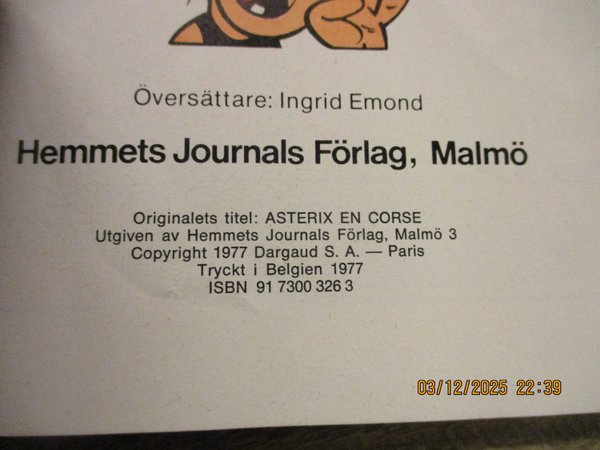 Översättare: Ingrid Emond
Hemmets Journals Förlag, Malmö
Originalets titel: ASTERIX EN CORSE
Utgiven av Hemmets Journals Förlag, Malmö 3
Copyright 1977 Dargaud S. A. — Paris
Tryckt i Belgien 1977
ISBN 91 7300 326 3
03/12/2025 22:39